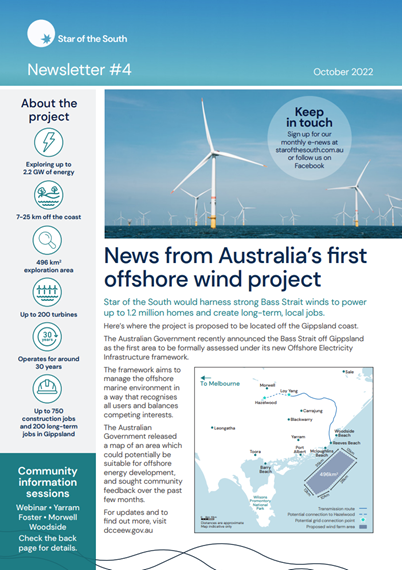 Star of the South
Newsletter #4
October 2022
About the
project
Exploring up to
2.2 GW of energy
7-25 km off the coast
496 km²
exploration area
Up to 200 turbines
30
years
Operates for around
30 years
Up to 750
construction jobs
and 200 long-term
jobs in Gippsland
Community
information
sessions
Webinar • Yarram
Foster • Morwell
Woodside
Check the back
page for details.
Keep
in touch
Sign up for our
monthly e-news at
starofthesouth.com.au
or follow us on
Facebook
News from Australia's first
offshore wind project
Star of the South would harness strong Bass Strait winds to power
up to 1.2 million homes and create long-term, local jobs.
Here's where the project is proposed to be located off the Gippsland coast.
The Australian Government recently announced the Bass Strait off Gippsland
as the first area to be formally assessed under its new Offshore Electricity
Infrastructure framework.
The framework aims to
manage the offshore
marine environment in
a way that recognises
all users and balances
competing interests.
The Australian
Government released
a map of an area which
could potentially be
suitable for offshore
energy development,
and sought community
feedback over the past
few months.
For updates and to
find out more, visit
dcceew.gov.au
To Melbourne
Sale
Morwell
Loy Yang
Hazelwood
Carrajung
Blackwarry
Leongatha
Yarram
Woodside
Beach
Reeves Beach
Port
Albert
McLoughlins
Beach
Toora
Barry
Beach
496km²
Wilsons
Promontory
National
Park
Distances are approximate
Map indicative only
Transmission route
Potential connection to Hazelwood
Potential grid connection point
Proposed wind farm area